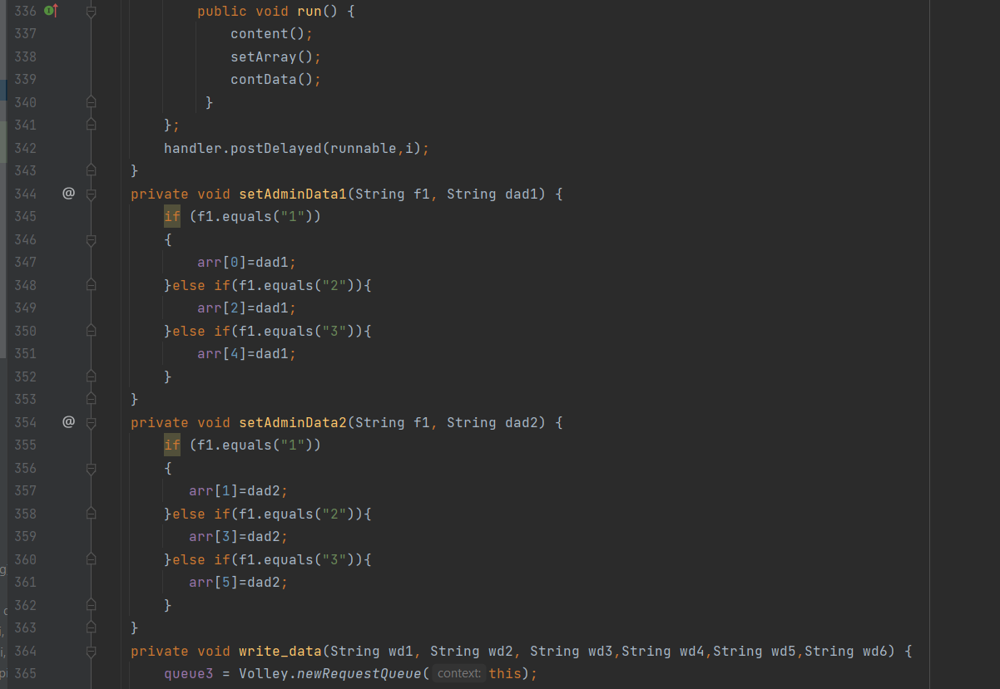 336 public void run() {
337 content();
338 setArray();
339 contData();
340 }
341 };
342 handler.postDelayed(runnable,i);
343 }
344 @ private void setAdminData1(String f1, String dad1) {
345 if (f1.equals("1"))
346 {
347 arr[0]=dad1;
348 }else if(f1.equals("2")){
349 arr[2]=dad1;
350 }else if(f1.equals("3")){
351 arr[4]=dad1;
352 }
353 }
354 @ private void setAdminData2(String f1, String dad2) {
355 if (f1.equals("1"))
356 {
357 arr[1]=dad2;
358 }else if(f1.equals("2")){
359 arr[3]=dad2;
360 }else if(f1.equals("3")){
361 arr[5]=dad2;
362 }
363 }
364 private void write_data(String wd1, String wd2, String wd3,String wd4,String wd5,String wd6) {
365 queue3 = Volley.newRequestQueue( context: this);